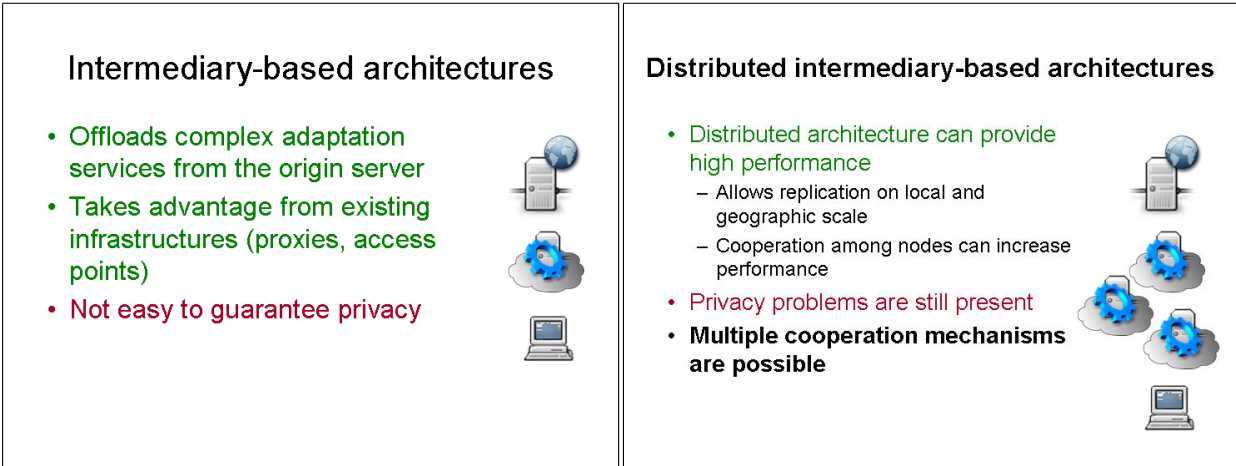 Intermediary-based architectures
• Offloads complex adaptation
services from the origin server
• Takes advantage from existing
infrastructures (proxies, access
points)
• Not easy to guarantee privacy
Distributed intermediary-based architectures
• Distributed architecture can provide
high performance
– Allows replication on local and
geographic scale
– Cooperation among nodes can increase
performance
• Privacy problems are still present
• Multiple cooperation mechanisms
are possible